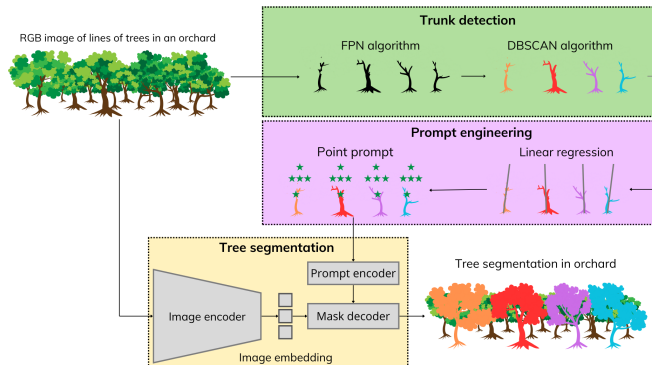 RGB image of lines of trees in an orchard
Trunk detection
FPN algorithm
DBSCAN algorithm
Prompt engineering
Point prompt
Linear regression
Tree segmentation
Prompt encoder
Image encoder
Mask decoder
Image embedding
Tree segmentation in orchard